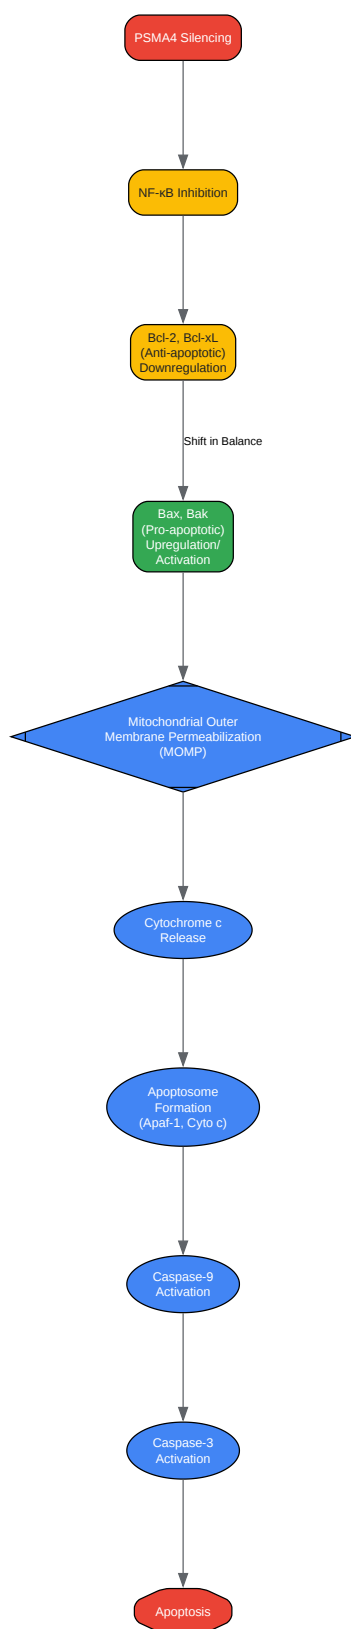 PSMA4 Silencing
NF-κB Inhibition
Bcl-2, Bcl-xL
(Anti-apoptotic)
Downregulation
Shift in Balance
Bax, Bak
(Pro-apoptotic)
Upregulation/
Activation
Mitochondrial Outer
Membrane Permeabilization
(MOMP)
Cytochrome c
Release
Apoptosome
Formation
(Apaf-1, Cyto c)
Caspase-9
Activation
Caspase-3
Activation
Apoptosis